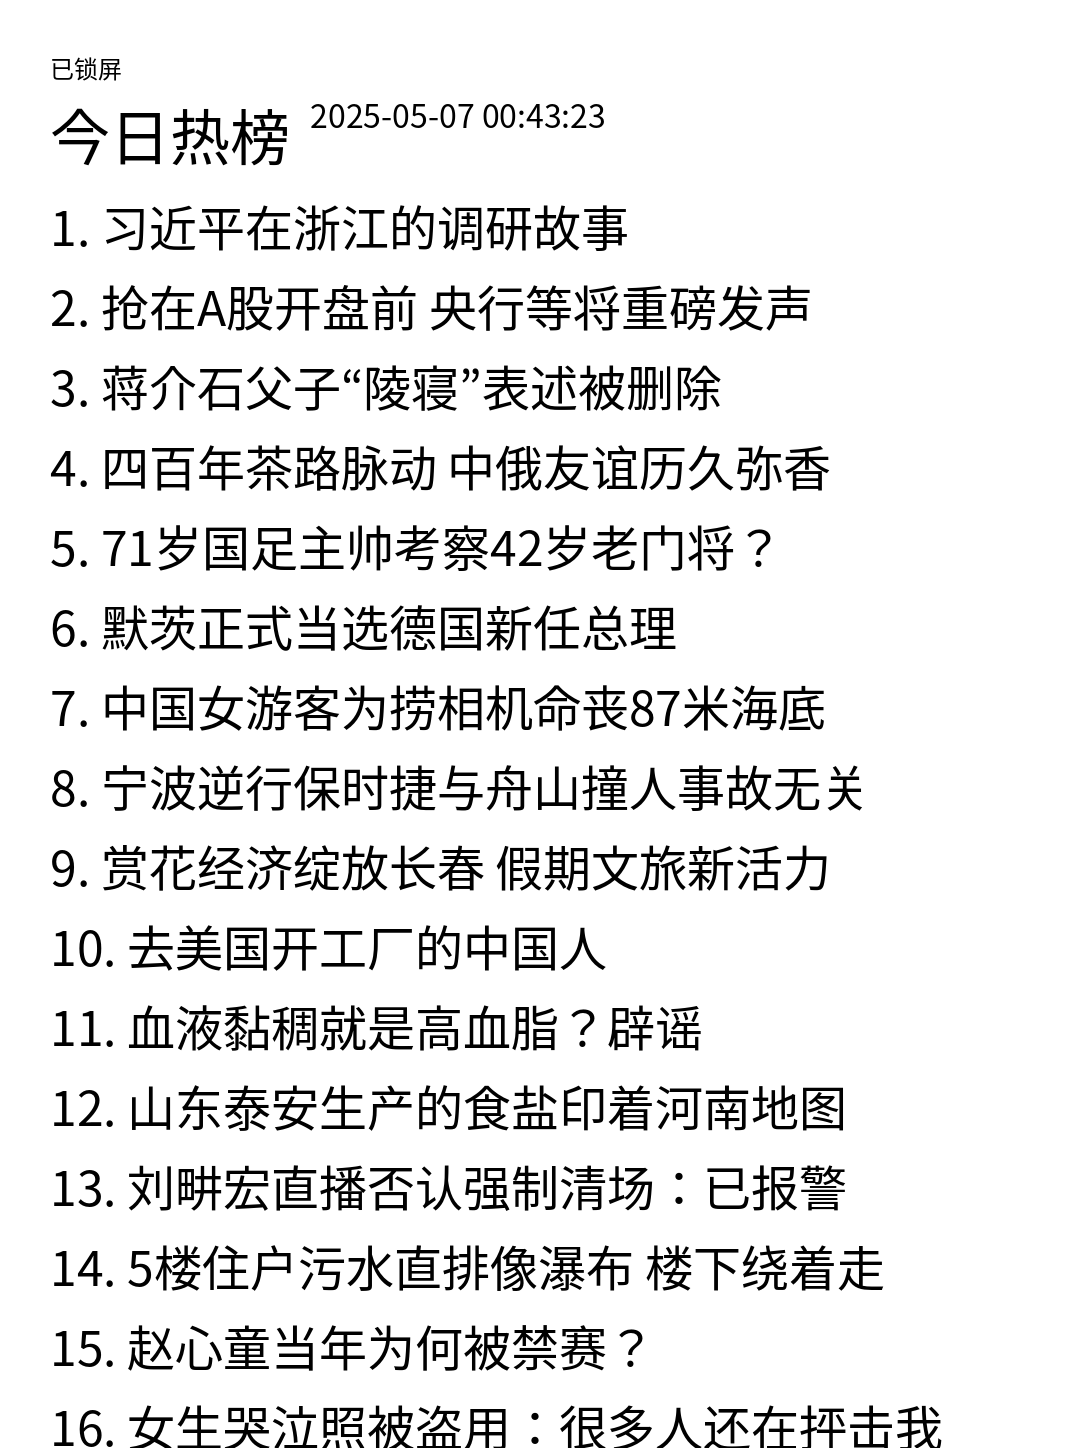 已锁屏
今日热榜 2025-05-07 00:43:23
1. 习近平在浙江的调研故事
2. 抢在A股开盘前 央行等将重磅发声
3. 蒋介石父子“陵寝”表述被删除
4. 四百年茶路脉动 中俄友谊历久弥香
5. 71岁国足主帅考察42岁老门将？
6. 默茨正式当选德国新任总理
7. 中国女游客为捞相机命丧87米海底
8. 宁波逆行保时捷与舟山撞人事故无关
9. 赏花经济绽放长春 假期文旅新活力
10. 去美国开工厂的中国人
11. 血液黏稠就是高血脂？辟谣
12. 山东泰安生产的食盐印着河南地图
13. 刘畊宏直播否认强制清场：已报警
14. 5楼住户污水直排像瀑布 楼下绕着走
15. 赵心童当年为何被禁赛？
16. 女生哭泣照被盗用：很多人还在抨击我